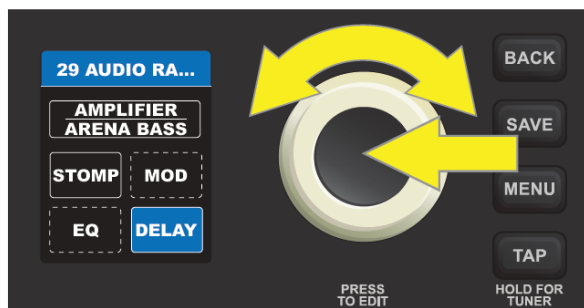 29 AUDIO RA...
AMPLIFIER
ARENA BASS
STOMP
MOD
EQ
DELAY
BACK
SAVE
MENU
TAP
PRESS
TO EDIT
HOLD FOR
TUNER